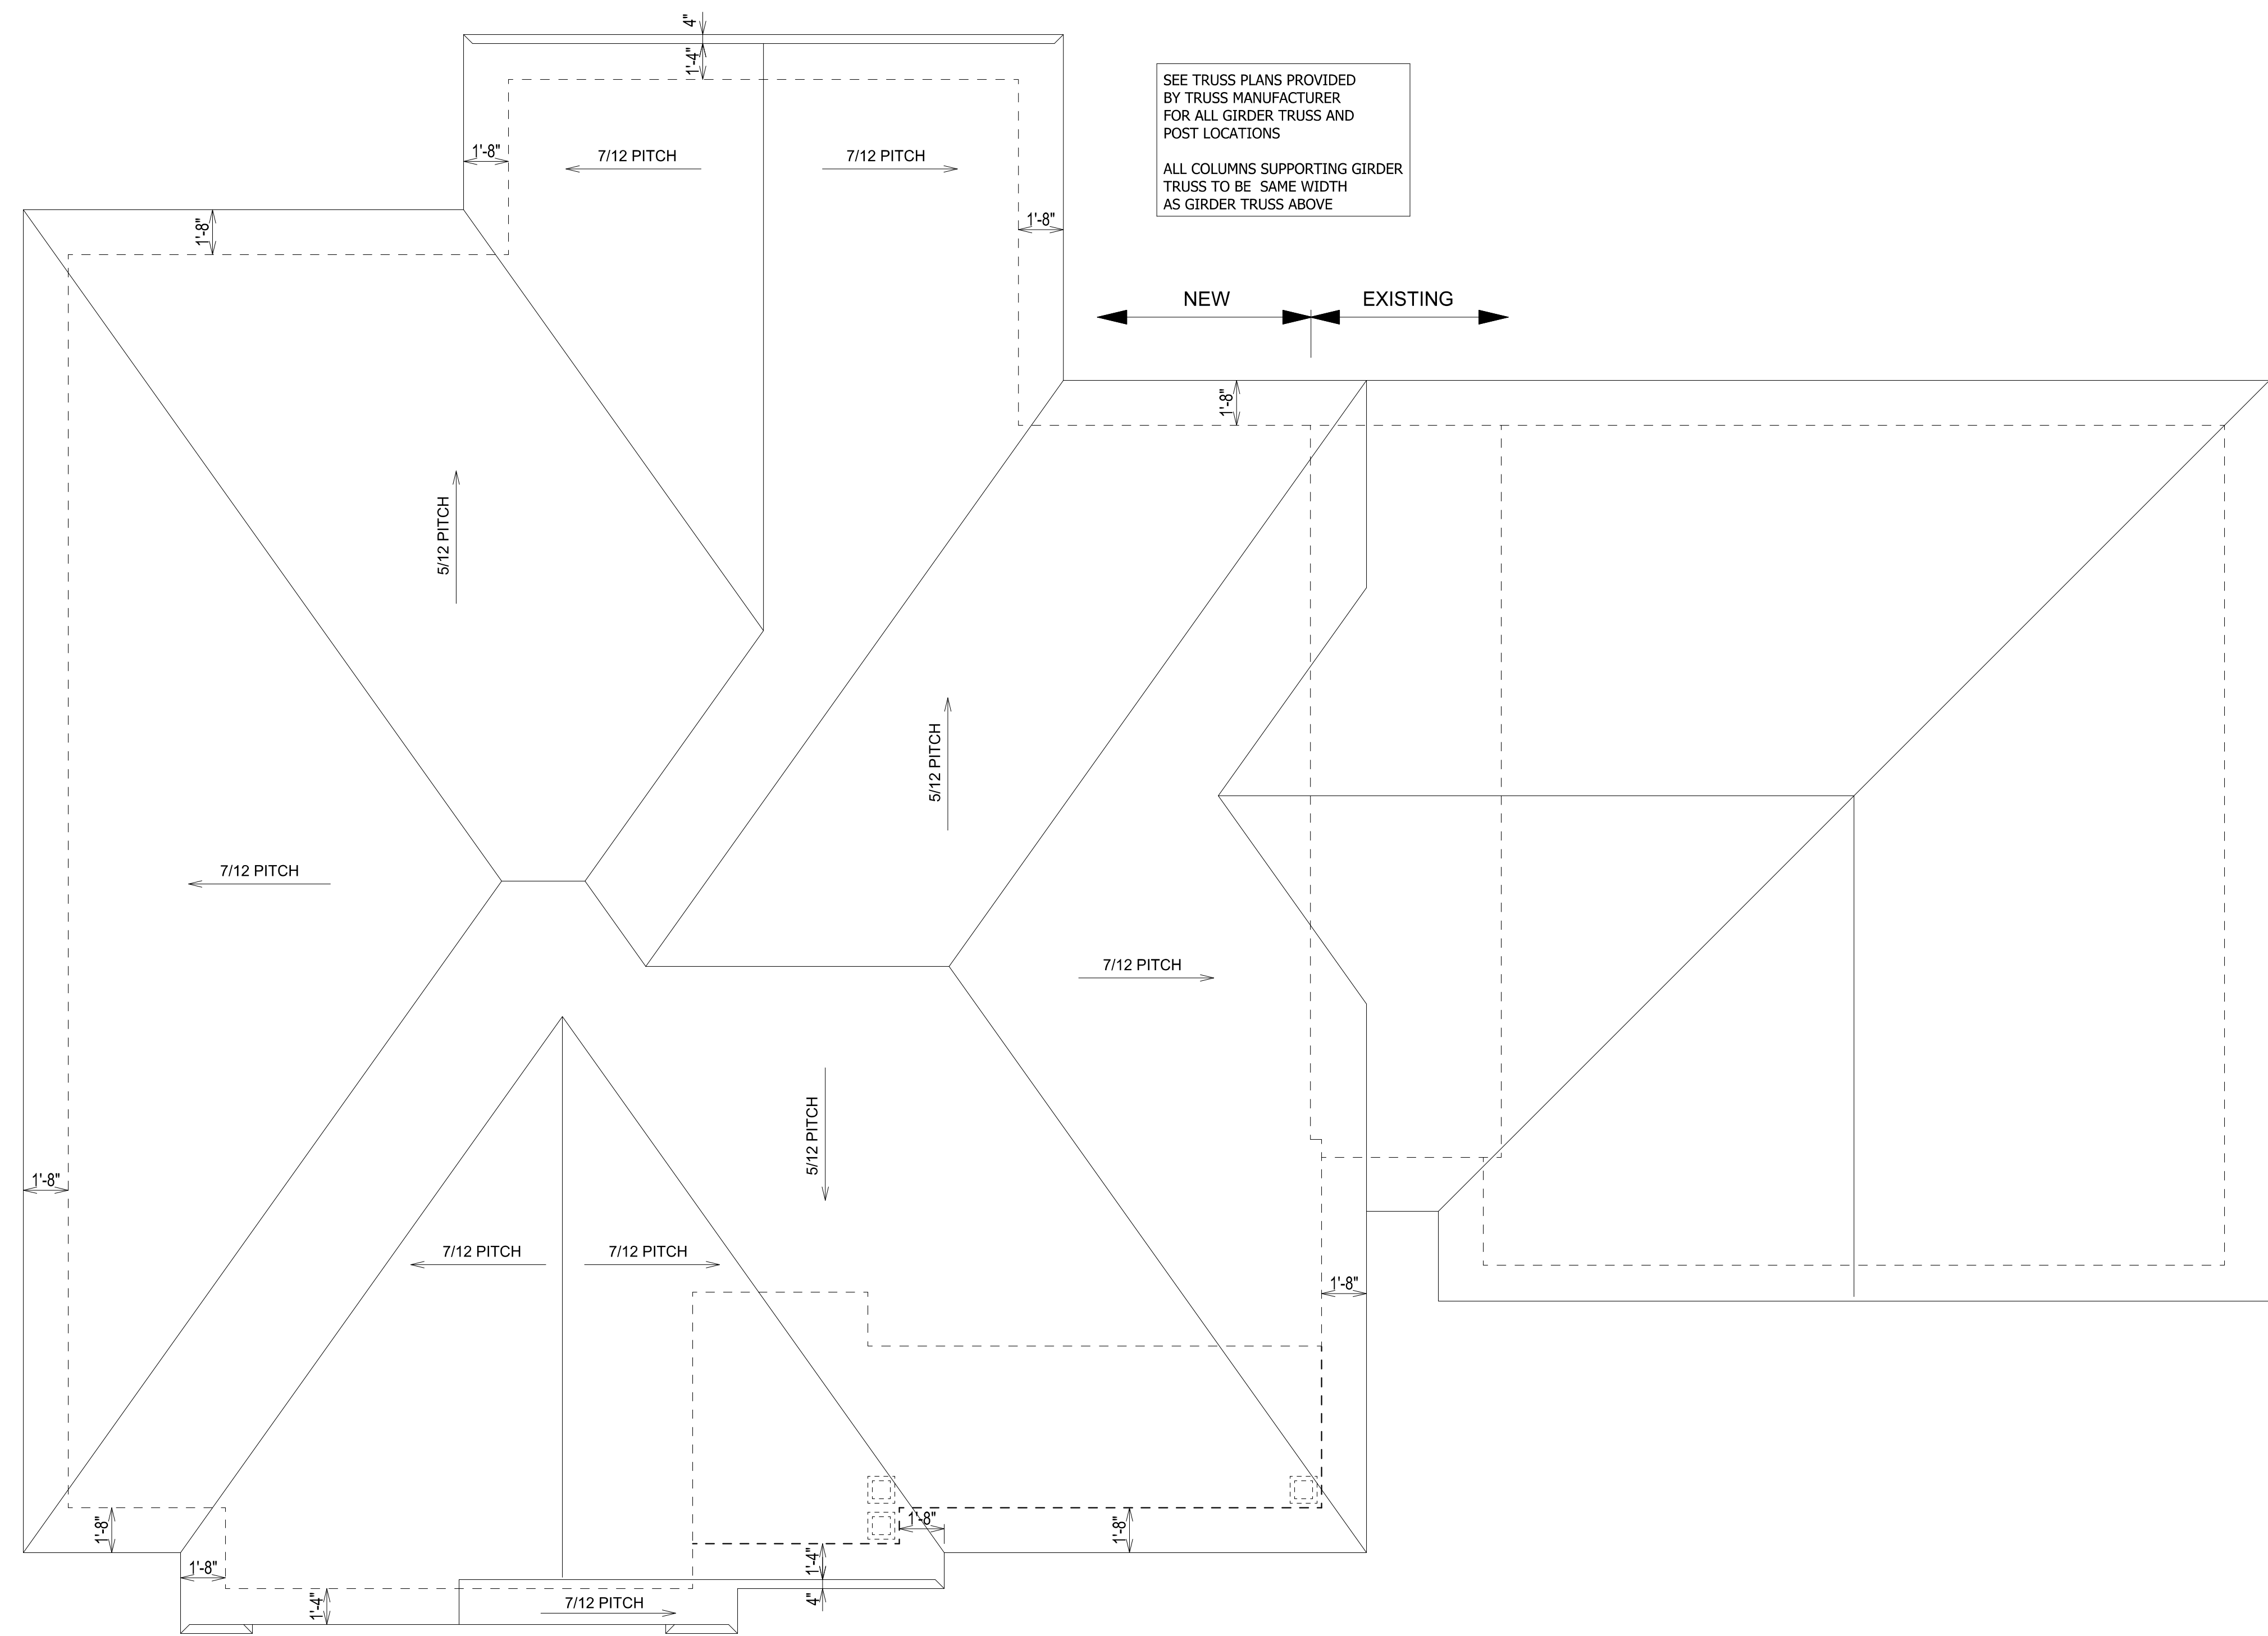 4"
1'-4"
SEE TRUSS PLANS PROVIDED
BY TRUSS MANUFACTURER
FOR ALL GIRDER TRUSS AND
POST LOCATIONS
ALL COLUMNS SUPPORTING GIRDER
TRUSS TO BE SAME WIDTH
AS GIRDER TRUSS ABOVE
1'-8"
7/12 PITCH
7/12 PITCH
1'-8"
1'-8"
NEW
EXISTING
1'-8"
5/12 PITCH
5/12 PITCH
7/12 PITCH
7/12 PITCH
5/12 PITCH
1'-8"
7/12 PITCH
7/12 PITCH
1'-8"
1'-8"
1'-8"
1'-8"
1'-8"
1'-4"
1'-4"
4"
7/12 PITCH